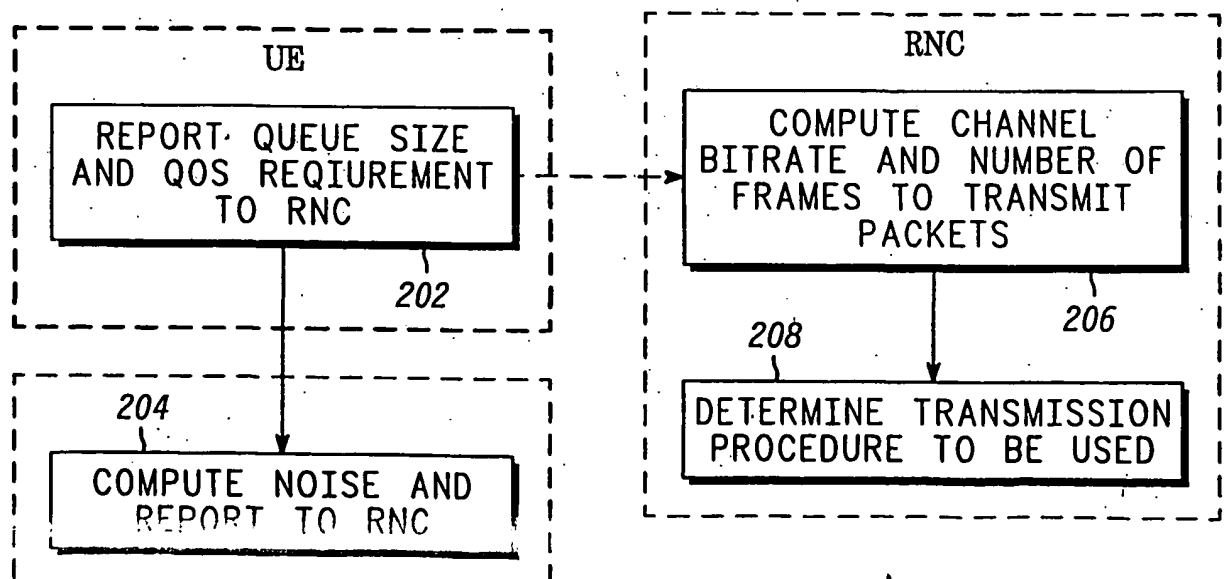 UE
REPORT QUEUE SIZE
AND QOS REQIUREMENT
TO RNC
202
204
COMPUTE NOISE AND
REPORT TO RNC
RNC
COMPUTE CHANNEL
BITRATE AND NUMBER OF
FRAMES TO TRANSMIT
PACKETS
206
208
DETERMINE TRANSMISSION
PROCEDURE TO BE USED